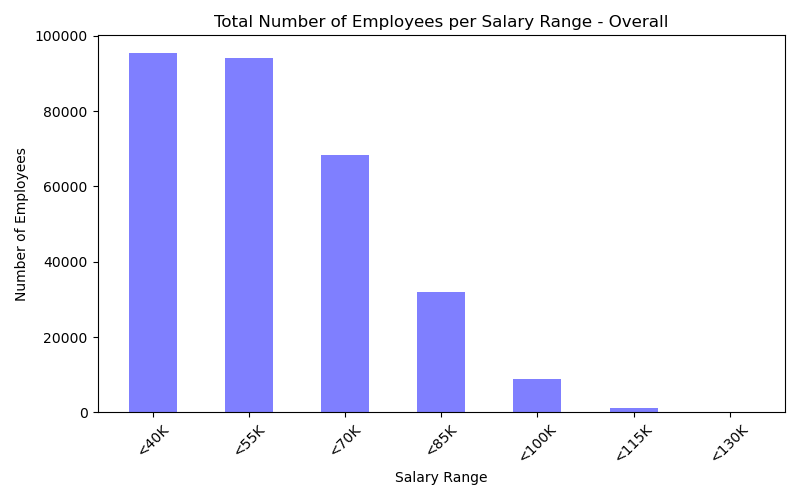 Total Number of Employees per Salary Range - Overall
100000
80000
60000
40000
20000
0
Number of Employees
<40K
<55K
<70K
<85K
<100K
<115K
<130K
Salary Range